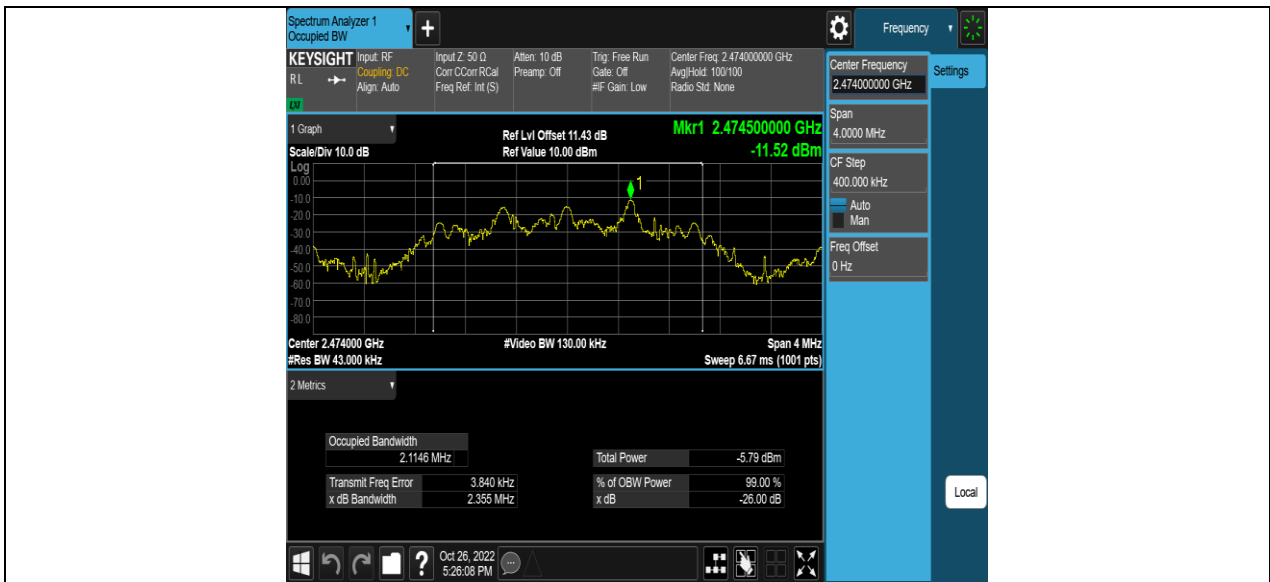 Spectrum Analyzer 1
Occupied BW
+
Frequency
KEYSIGHT
RL
LXI
Input: RF
Coupling: DC
Align: Auto
Input Z: 50 Ω
Corr CCorr RCal
Freq Ref: Int (S)
Atten: 10 dB
Preamp: Off
Trig: Free Run
Gate: Off
#IF Gain: Low
Center Freq: 2.474000000 GHz
Avg|Hold: 100/100
Radio Std: None
Center Frequency
2.474000000 GHz
Settings
Span
4.0000 MHz
CF Step
400.000 kHz
Auto
Man
Freq Offset
0 Hz
1 Graph
Scale/Div 10.0 dB
Ref Lvl Offset 11.43 dB
Ref Value 10.00 dBm
Mkr1 2.474500000 GHz
-11.52 dBm
Log
0.00
-10.0
-20.0
-30.0
-40.0
-50.0
-60.0
-70.0
-80.0
1
Center 2.474000 GHz
#Video BW 130.00 kHz
Span 4 MHz
#Res BW 43.000 kHz
Sweep 6.67 ms (1001 pts)
2 Metrics
Occupied Bandwidth
2.1146 MHz
Total Power -5.79 dBm
Transmit Freq Error 3.840 kHz
% of OBW Power 99.00 %
x dB Bandwidth 2.355 MHz
x dB -26.00 dB
Local
?
Oct 26, 2022
5:26:08 PM